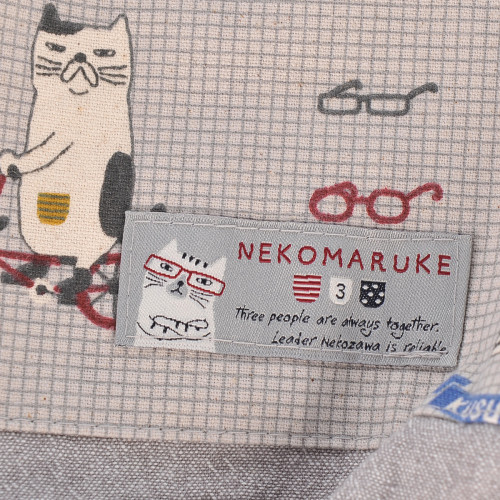 NEKOMARUKE
3
Three people are always together.
Leader Nekozawa is reliable